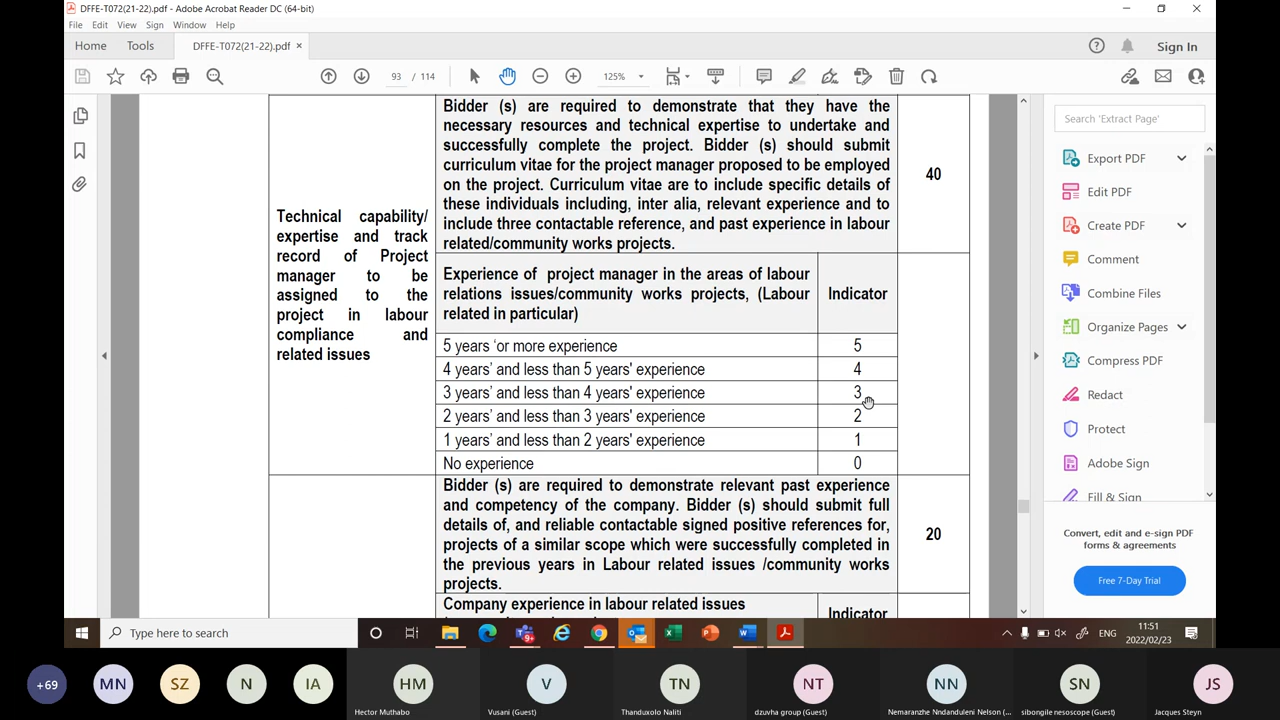 DFFE-T072(21-22).pdf - Adobe Acrobat Reader DC (64-bit)
File Edit View Sign Window Help
Home Tools DFFE-T072(21-22).pdf × Sign In
93 / 114 125%
Bidder (s) are required to demonstrate that they have the
necessary resources and technical expertise to undertake and
successfully complete the project. Bidder (s) should submit
curriculum vitae for the project manager proposed to be employed
on the project. Curriculum vitae are to include specific details of
these individuals including, inter alia, relevant experience and to
include three contactable reference, and past experience in labour
related/community works projects.
40
Technical capability/
expertise and track
record of Project
manager to be
assigned to the
project in labour
compliance and
related issues
Experience of project manager in the areas of labour
relations issues/community works projects, (Labour
related in particular)
Indicator
5 years ‘or more experience 5
4 years’ and less than 5 years' experience 4
3 years’ and less than 4 years' experience 3
2 years’ and less than 3 years' experience 2
1 years’ and less than 2 years' experience 1
No experience 0
Bidder (s) are required to demonstrate relevant past experience
and competency of the company. Bidder (s) should submit full
details of, and reliable contactable signed positive references for,
projects of a similar scope which were successfully completed in
the previous years in Labour related issues /community works
projects.
20
Company experience in labour related issues
Indicator
Search 'Extract Page'
Export PDF
Edit PDF
Create PDF
Comment
Combine Files
Organize Pages
Compress PDF
Redact
Protect
Adobe Sign
Fill & Sign
Convert, edit and e-sign PDF
forms & agreements
Free 7-Day Trial
Type here to search
ENG
11:51
2022/02/23
+69 MN SZ N IA HM V TN NT NN SN JS
Hector Muthabo Vusani (Guest) Thanduxolo Naliti dzuvha group (Guest) Nemaranzhe Nndanduleni Nelson (... sibongile nesoscope (Guest) Jacques Steyn